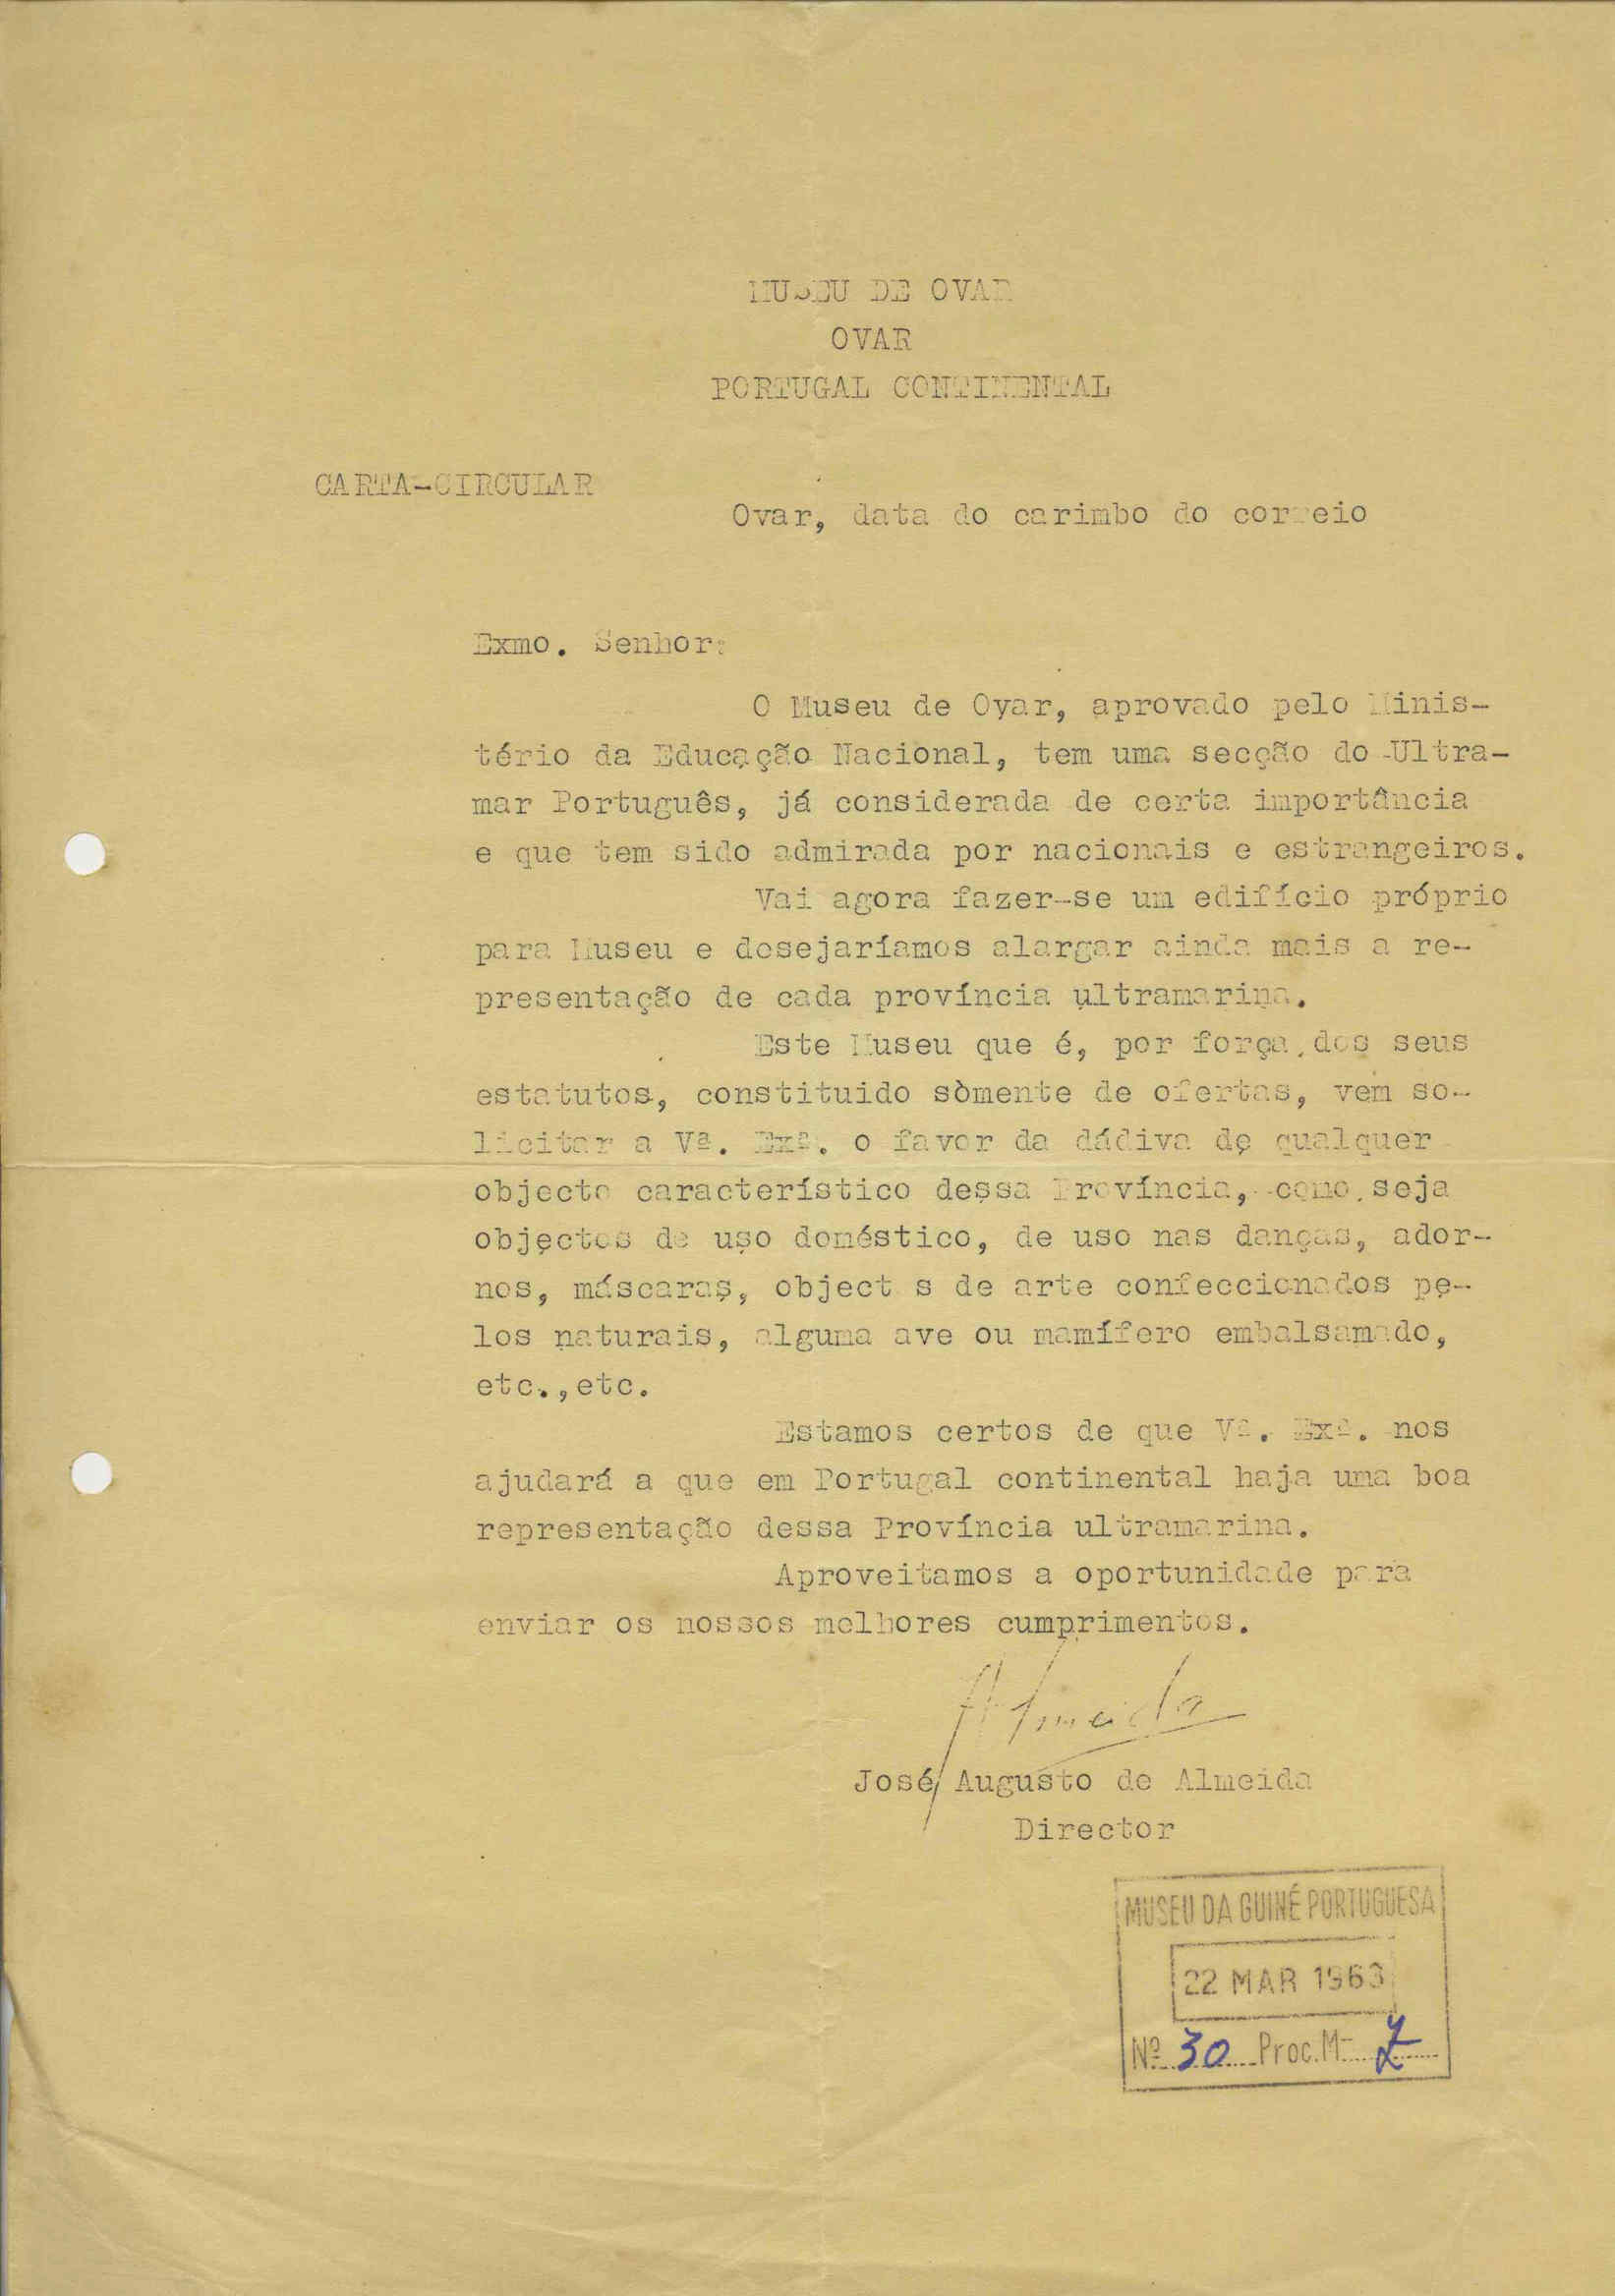 MUSEU DE OVAR
OVAR
PORTUGAL CONTINENTAL
CARTA-CIRCULAR
Ovar, data do carimbo do correio
Exmo. Senhor:
O Museu de Ovar, aprovado pelo Minis-
tério da Educação Nacional, tem uma secção do Ultra-
mar Português, já considerada de certa importância
e que tem sido admirada por nacionais e estrangeiros.
Vai agora fazer-se um edifício próprio
para Museu e desejaríamos alargar ainda mais a re-
presentação de cada província ultramarina.
Este Museu que é, por força dos seus
estatutos, constituido sòmente de ofertas, vem so-
licitar a Vª. Exª. o favor da dádiva de qualquer
objecto característico dessa Província, como seja
objectos de uso doméstico, de uso nas danças, ador-
nos, máscaras, object s de arte confeccionados pe-
los naturais, alguma ave ou mamífero embalsamado,
etc.,etc.
Estamos certos de que Vª. Exª. nos
ajudará a que em Portugal continental haja uma boa
representação dessa Província ultramarina.
Aproveitamos a oportunidade para
enviar os nossos melhores cumprimentos.
Almeida
José Augusto de Almeida
Director
MUSEU DA GUINÉ PORTUGUESA
22 MAR 1963
Nº 30 Proc. M-